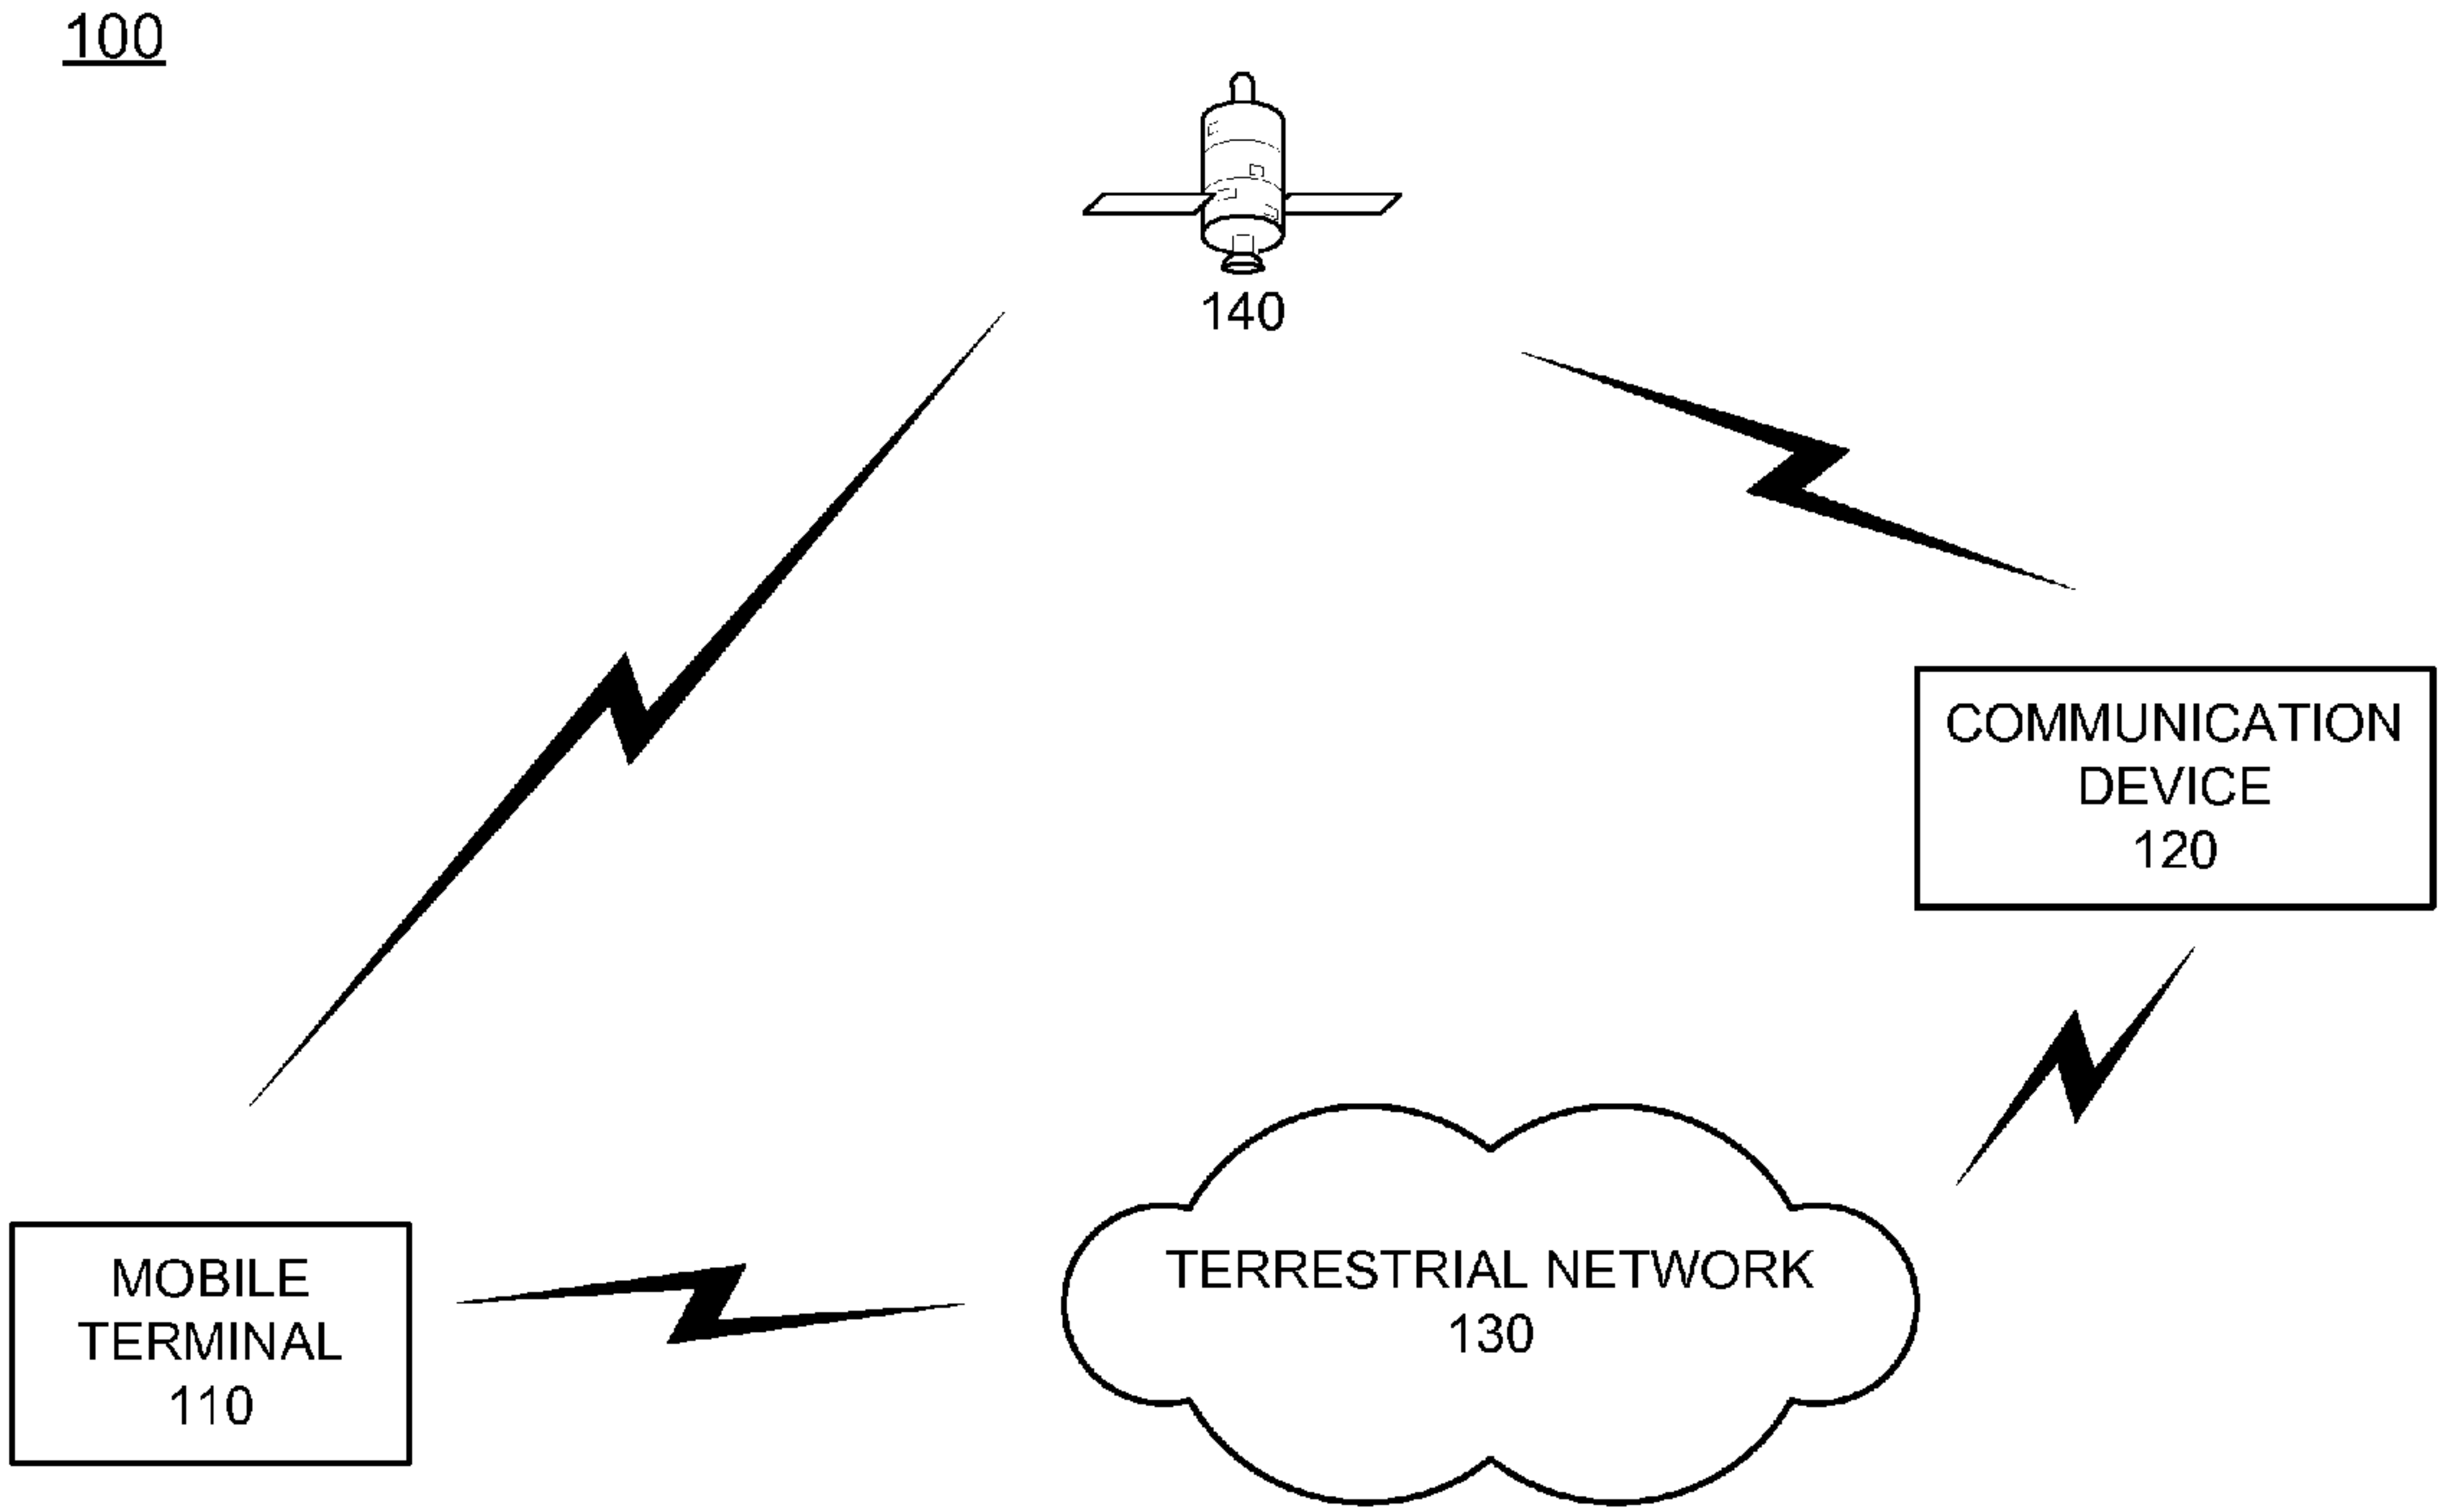 100
140
COMMUNICATION
DEVICE
120
TERRESTRIAL NETWORK
130
MOBILE
TERMINAL
110